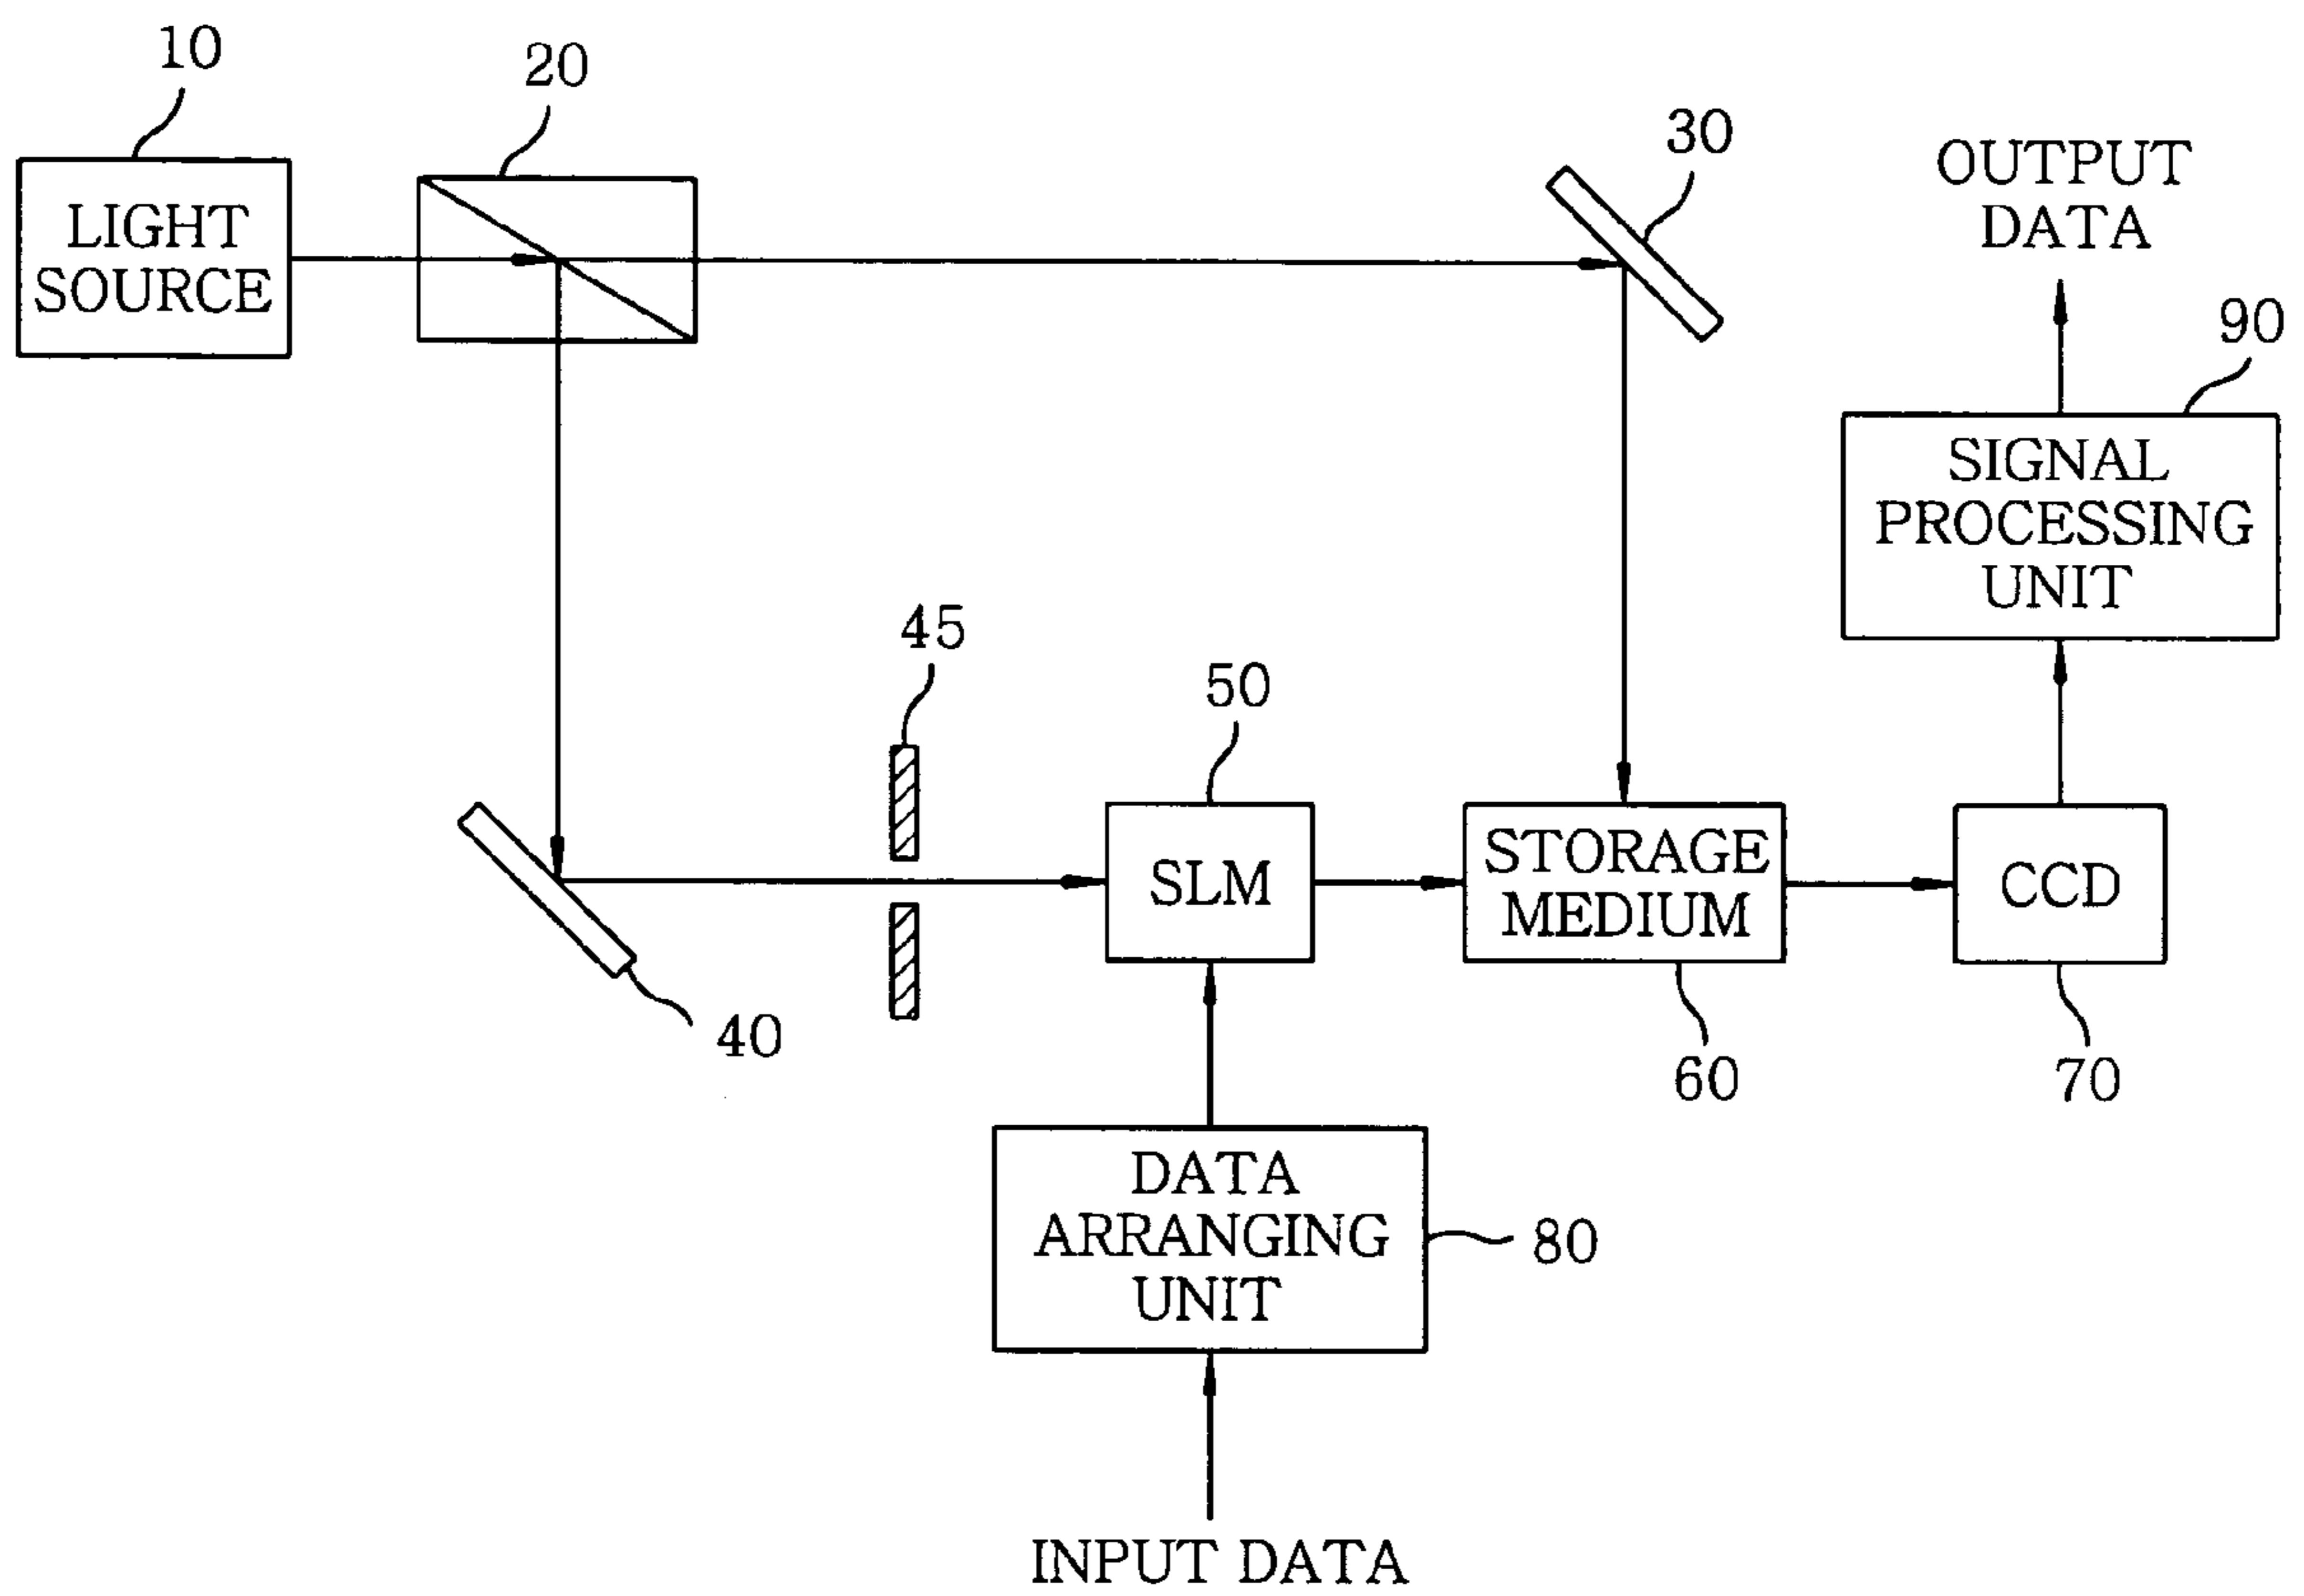 10
20
30
OUTPUT
DATA
LIGHT
SOURCE
90
SIGNAL
PROCESSING
UNIT
45
50
SLM
STORAGE
MEDIUM
CCD
40
60
70
DATA
ARRANGING
UNIT
80
INPUT DATA